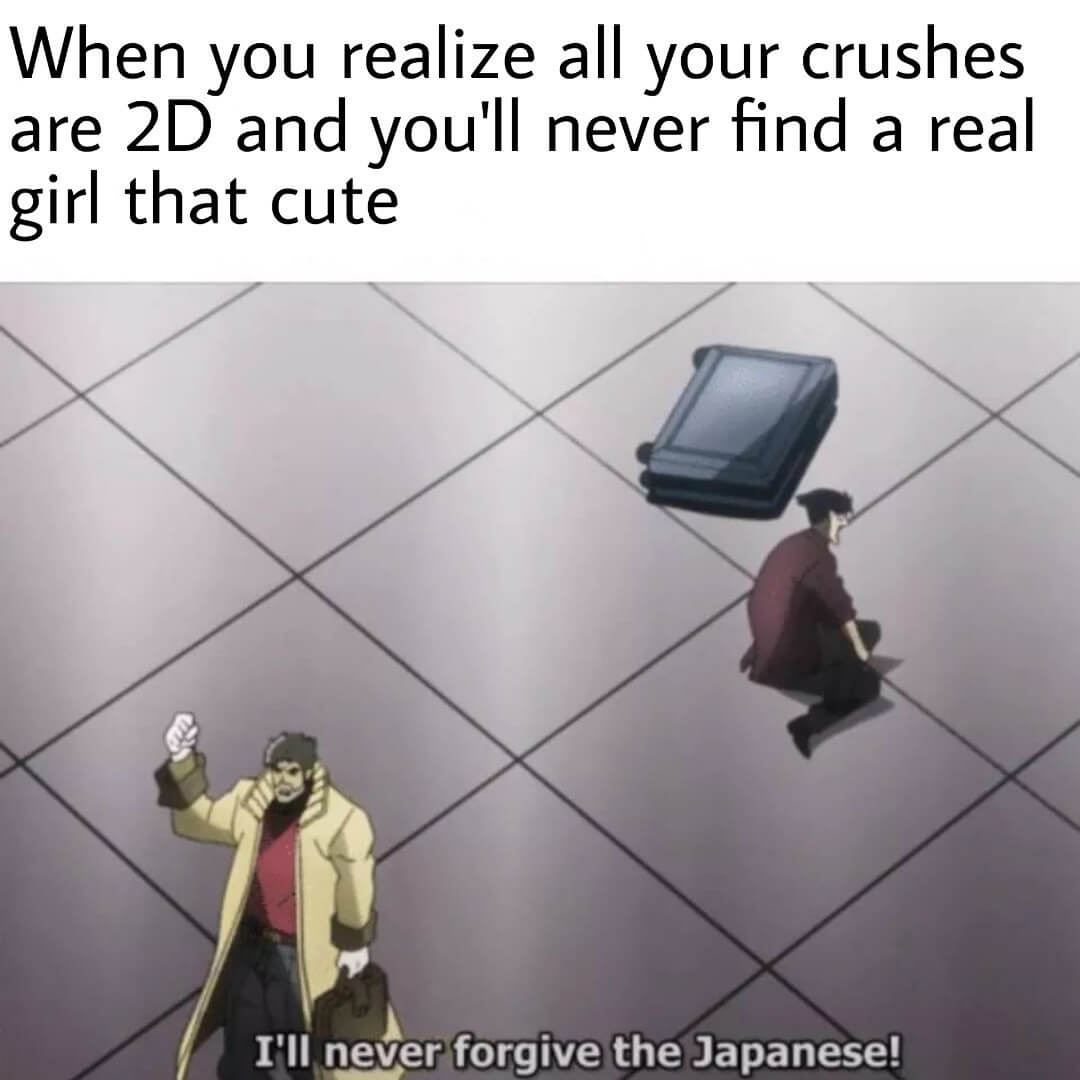 When you realize all your crushes
are 2D and you'll never find a real
girl that cute
I'll never forgive the Japanese!